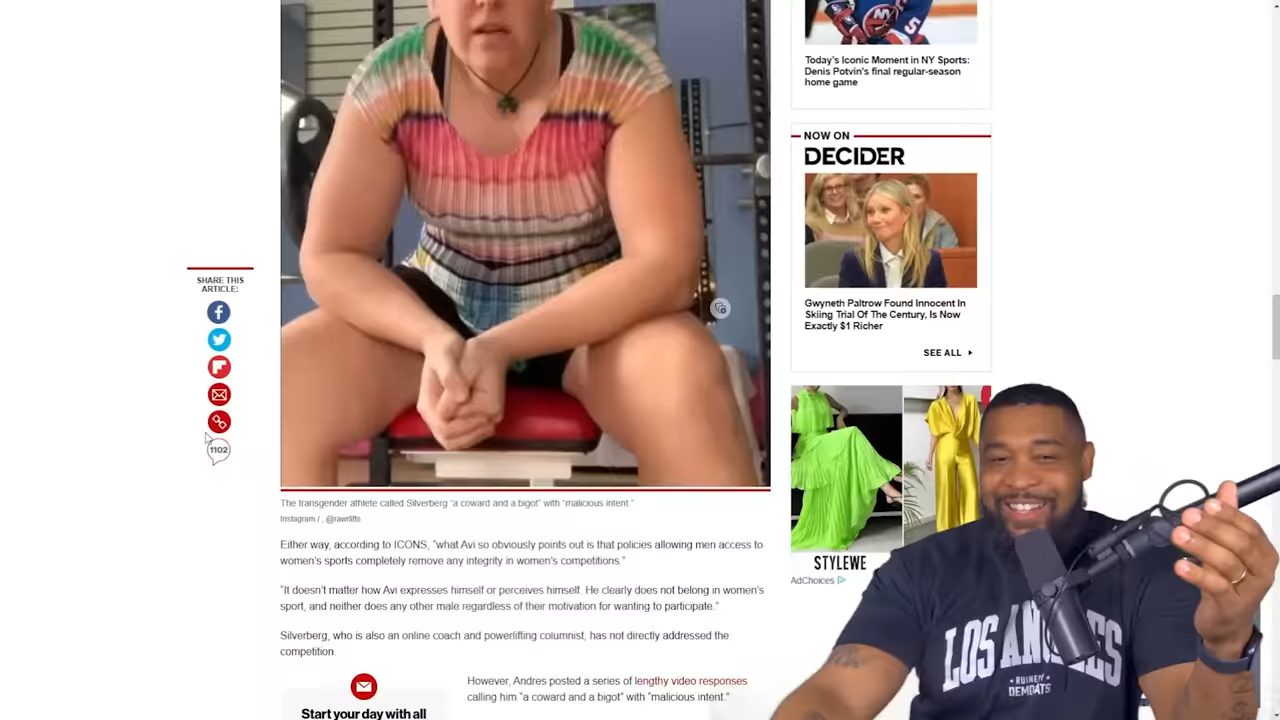 Today's Iconic Moment in NY Sports:
Denis Potvin's final regular-season
home game
NOW ON
DECIDER
Gwyneth Paltrow Found Innocent In
Skiing Trial Of The Century, Is Now
Exactly $1 Richer
SEE ALL
SHARE THIS
ARTICLE:
1102
STYLEWE
AdChoices
The transgender athlete called Silverberg "a coward and a bigot" with "malicious intent."
Instagram / , @rawrlifts
Either way, according to ICONS, "what Avi so obviously points out is that policies allowing men access to
women's sports completely remove any integrity in women's competitions."
"It doesn't matter how Avi expresses himself or perceives himself. He clearly does not belong in women's
sport, and neither does any other male regardless of their motivation for wanting to participate."
Silverberg, who is also an online coach and powerlifting columnist, has not directly addressed the
competition.
However, Andres posted a series of lengthy video responses
calling him "a coward and a bigot" with "malicious intent."
Start your day with all